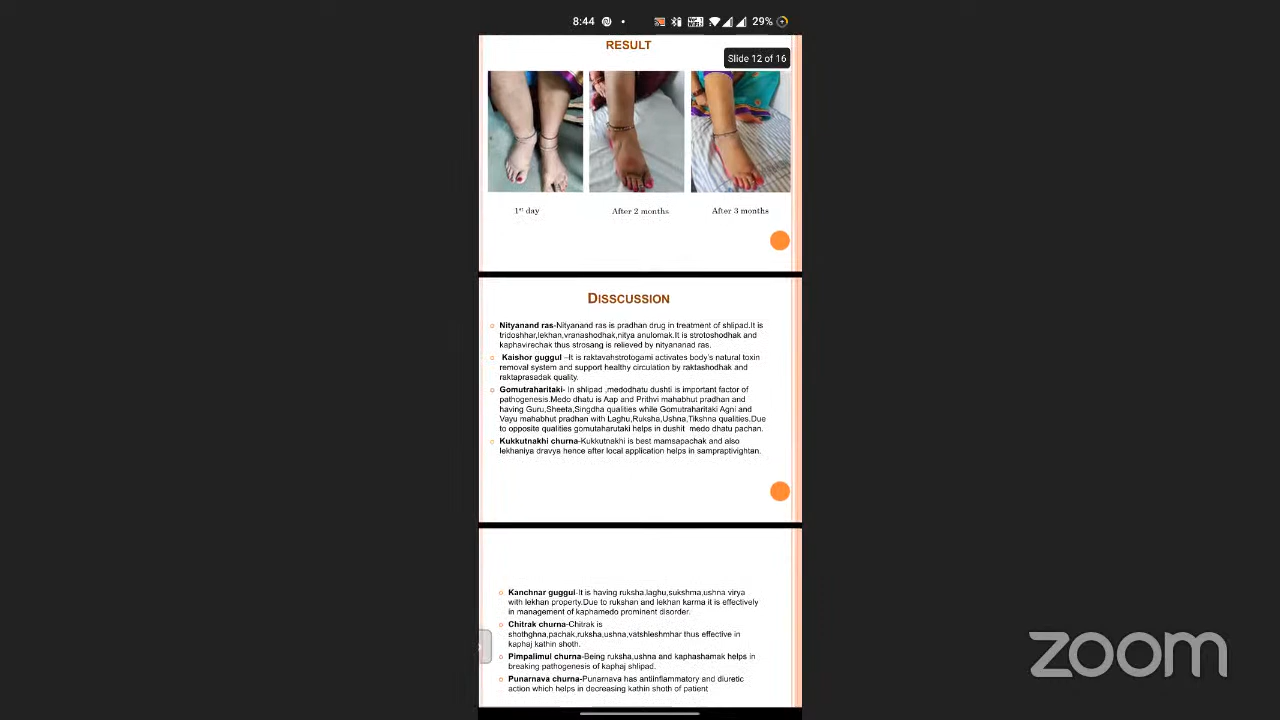 8:44
29%
RESULT
Slide 12 of 16
1st day
After 2 months
After 3 months
DISSCUSSION
Nityanand ras-Nityanand ras is pradhan drug in treatment of shlipad.It is
tridoshhar,lekhan,vranashodhak,nitya anulomak.It is strotoshodhak and
kaphavirechak thus strosang is relieved by nityananad ras.
Kaishor guggul –It is raktavahstrotogami activates body's natural toxin
removal system and support healthy circulation by raktashodhak and
raktaprasadak quality.
Gomutraharitaki- In shlipad ,medodhatu dushti is important factor of
pathogenesis.Medo dhatu is Aap and Prithvi mahabhut pradhan and
having Guru,Sheeta,Singdha qualities while Gomutraharitaki Agni and
Vayu mahabhut pradhan with Laghu,Ruksha,Ushna,Tikshna qualities.Due
to opposite qualities gomutaharutaki helps in dushit medo dhatu pachan.
Kukkutnakhi churna-Kukkutnakhi is best mamsapachak and also
lekhaniya dravya hence after local application helps in sampraptivightan.
Kanchnar guggul-It is having ruksha,laghu,sukshma,ushna virya
with lekhan property.Due to rukshan and lekhan karma it is effectively
in management of kaphamedo prominent disorder.
Chitrak churna-Chitrak is
shothghna,pachak,ruksha,ushna,vatshleshmhar thus effective in
kaphaj kathin shoth.
Pimpalimul churna-Being ruksha,ushna and kaphashamak helps in
breaking pathogenesis of kaphaj shlipad.
Punarnava churna-Punarnava has antiinflammatory and diuretic
action which helps in decreasing kathin shoth of patient
zoom